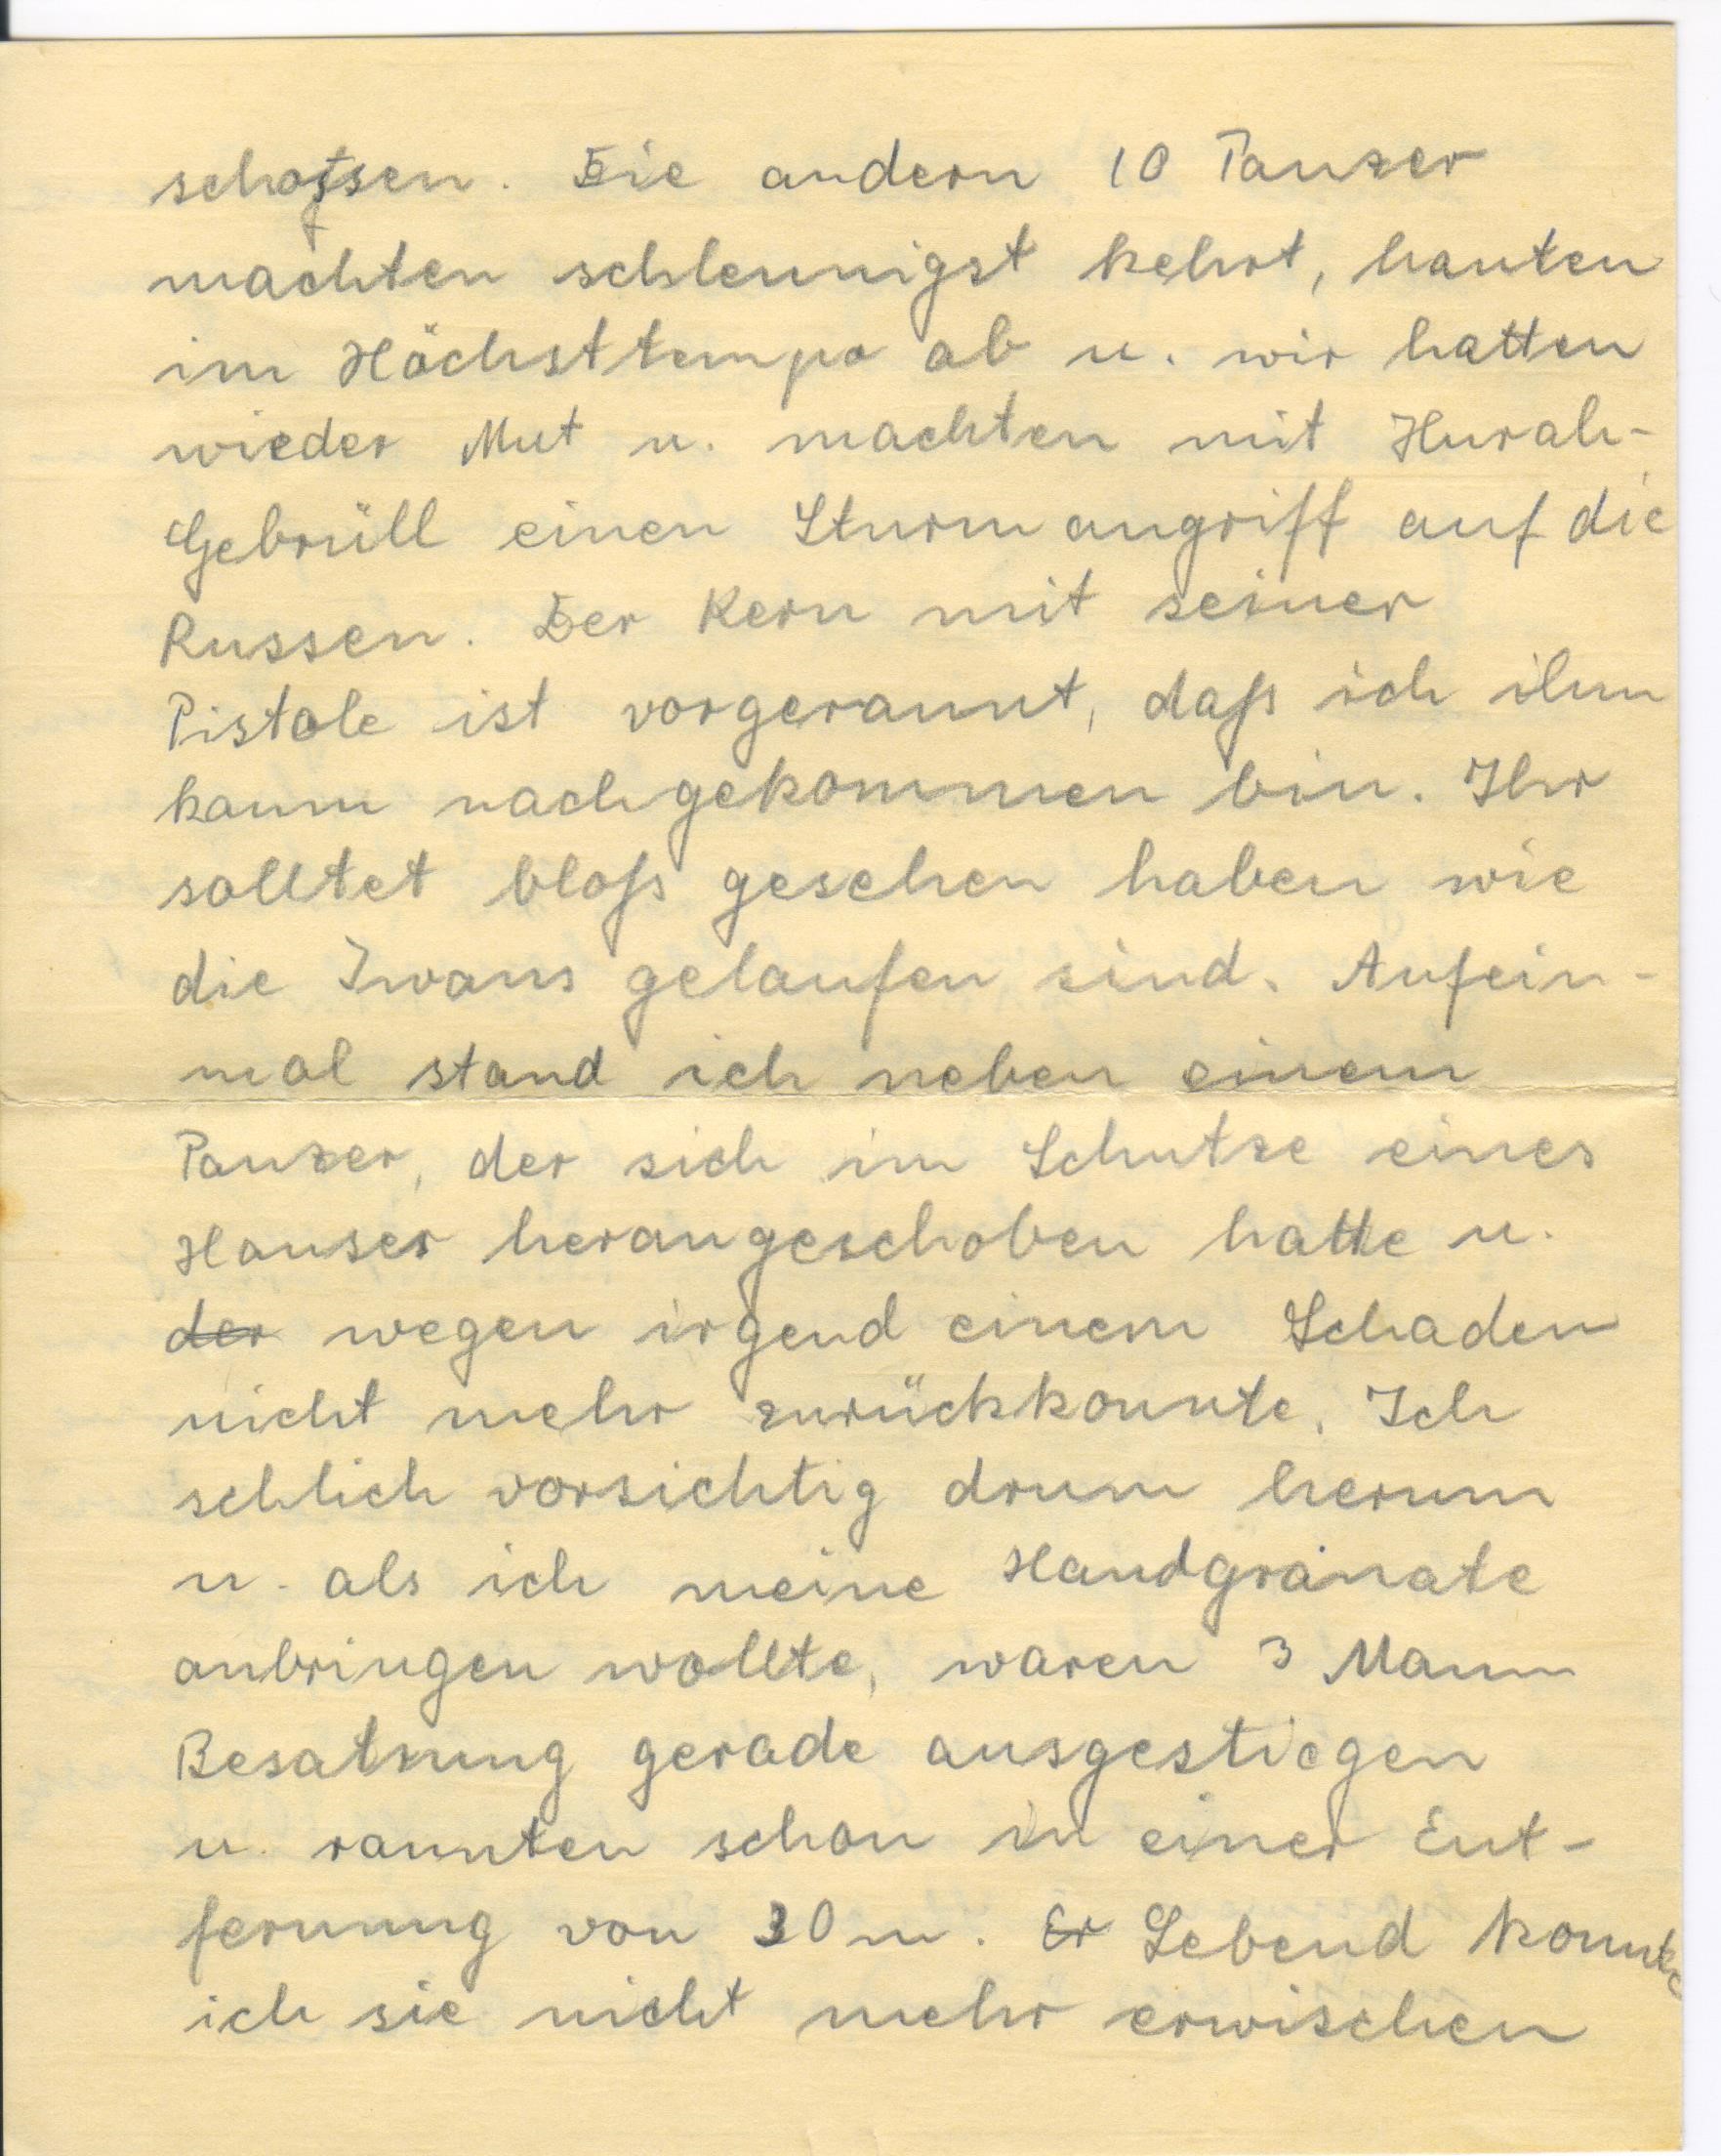 schossen. Die andern 10 Panzer
machten schleunigst kehrt, hauten
im Höchsttempo ab u. wir hatten
wieder Mut u. machten mit Hurah-
Gebrüll einen Sturmangriff auf die
Russen. Der Kern mit seiner
Pistole ist vorgerannt, daß ich ihm
kaum nachgekommen bin. Ihr
solltet bloß gesehen haben wie
die Iwans gelaufen sind. Aufein-
mal stand ich neben einem
Panzer, der sich im Schutze eines
Hauses herangeschoben hatte u.
der wegen irgend einem Schaden
nicht mehr zurückkonnte. Ich
schlich vorsichtig drum herum
u. als ich meine Handgranate
anbringen wollte, waren 3 Mann
Besatzung gerade ausgestiegen
u. rannten schon in einer Ent-
fernung von 30 m. Er Lebend konnte
ich sie nicht mehr erwischen